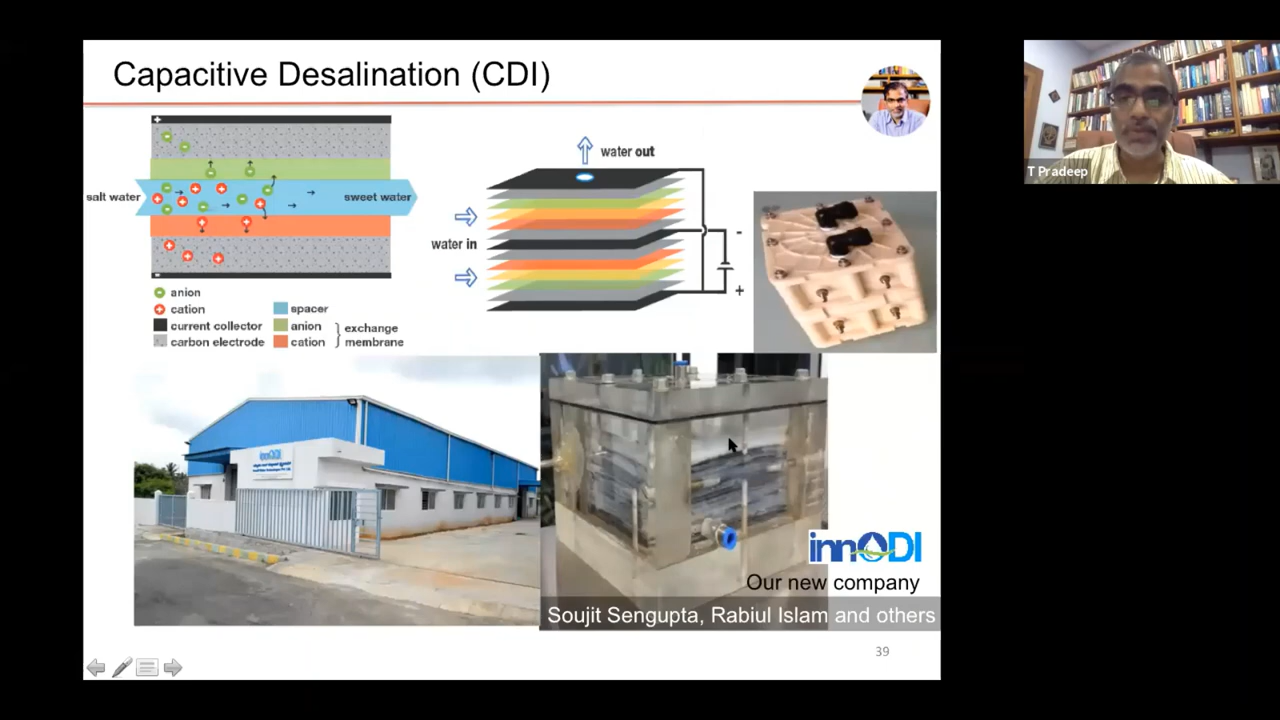 Capacitive Desalination (CDI)
salt water
sweet water
anion
cation
current collector
carbon electrode
spacer
anion
cation
exchange
membrane
water out
water in
-
+
T Pradeep
innODI
innODI
Our new company
Soujit Sengupta, Rabiul Islam and others
39